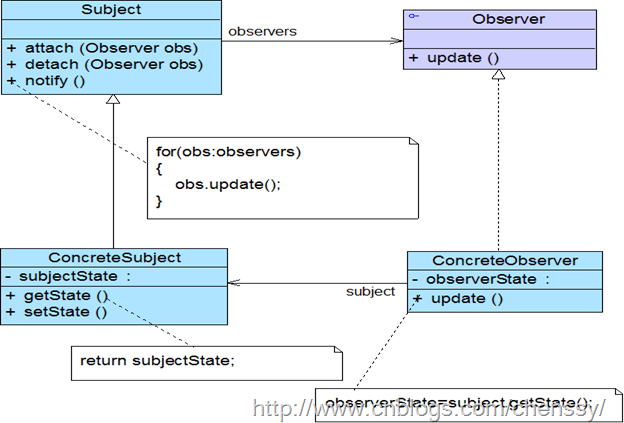 Subject
+ attach (Observer obs)
+ detach (Observer obs)
+ notify ()
observers
Observer
+ update ()
for(obs:observers)
{
obs.update();
}
ConcreteSubject
- subjectState :
+ getState ()
+ setState ()
subject
ConcreteObserver
- observerState :
+ update ()
return subjectState;
observerState=subject.getState();
http://www.cnblogs.com/chenssy/